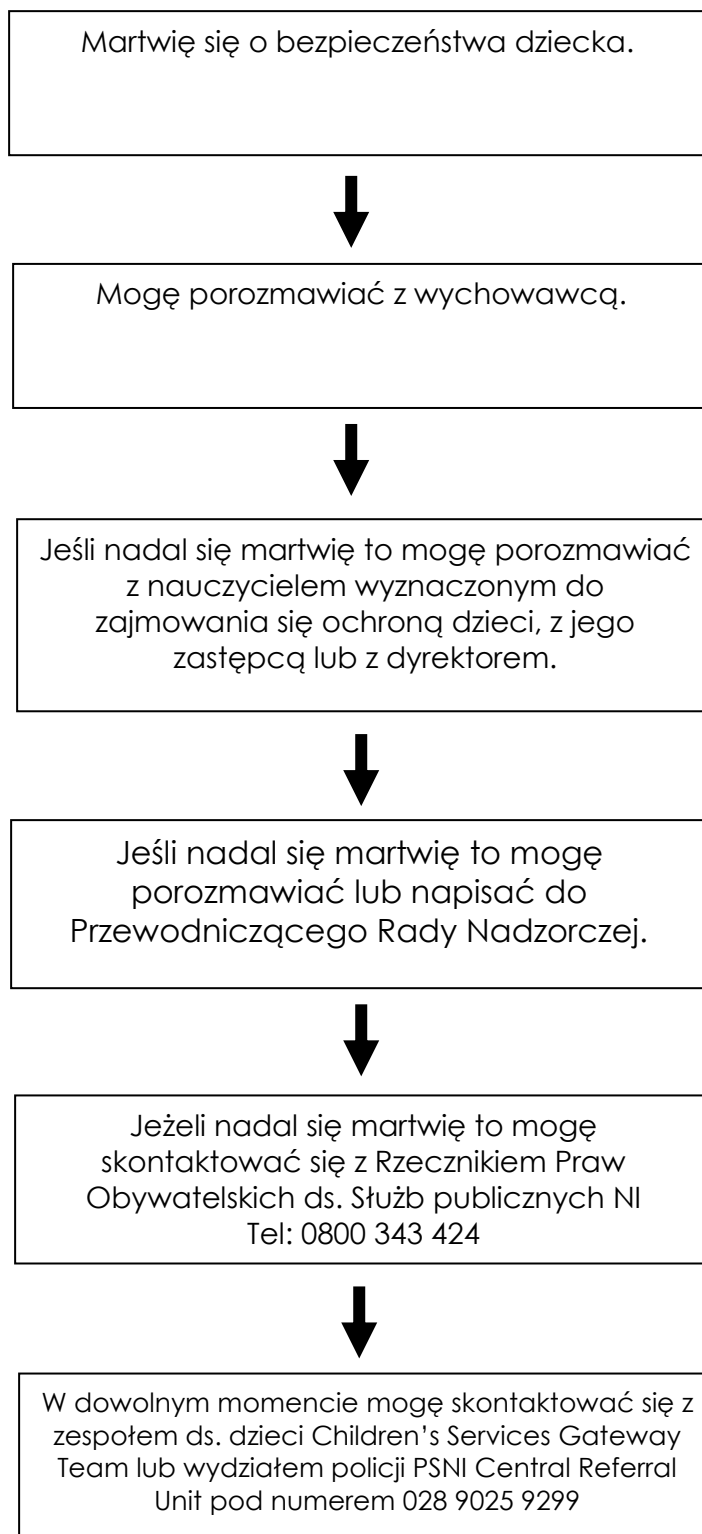 Martwię się o bezpieczeństwa dziecka.
Mogę porozmawiać z wychowawcą.
Jeśli nadal się martwię to mogę porozmawiać
z nauczycielem wyznaczonym do
zajmowania się ochroną dzieci, z jego
zastępcą lub z dyrektorem.
Jeśli nadal się martwię to mogę
porozmawiać lub napisać do
Przewodniczącego Rady Nadzorczej.
Jeżeli nadal się martwię to mogę
skontaktować się z Rzecznikiem Praw
Obywatelskich ds. Służb publicznych NI
Tel: 0800 343 424
W dowolnym momencie mogę skontaktować się z
zespołem ds. dzieci Children’s Services Gateway
Team lub wydziałem policji PSNI Central Referral
Unit pod numerem 028 9025 9299